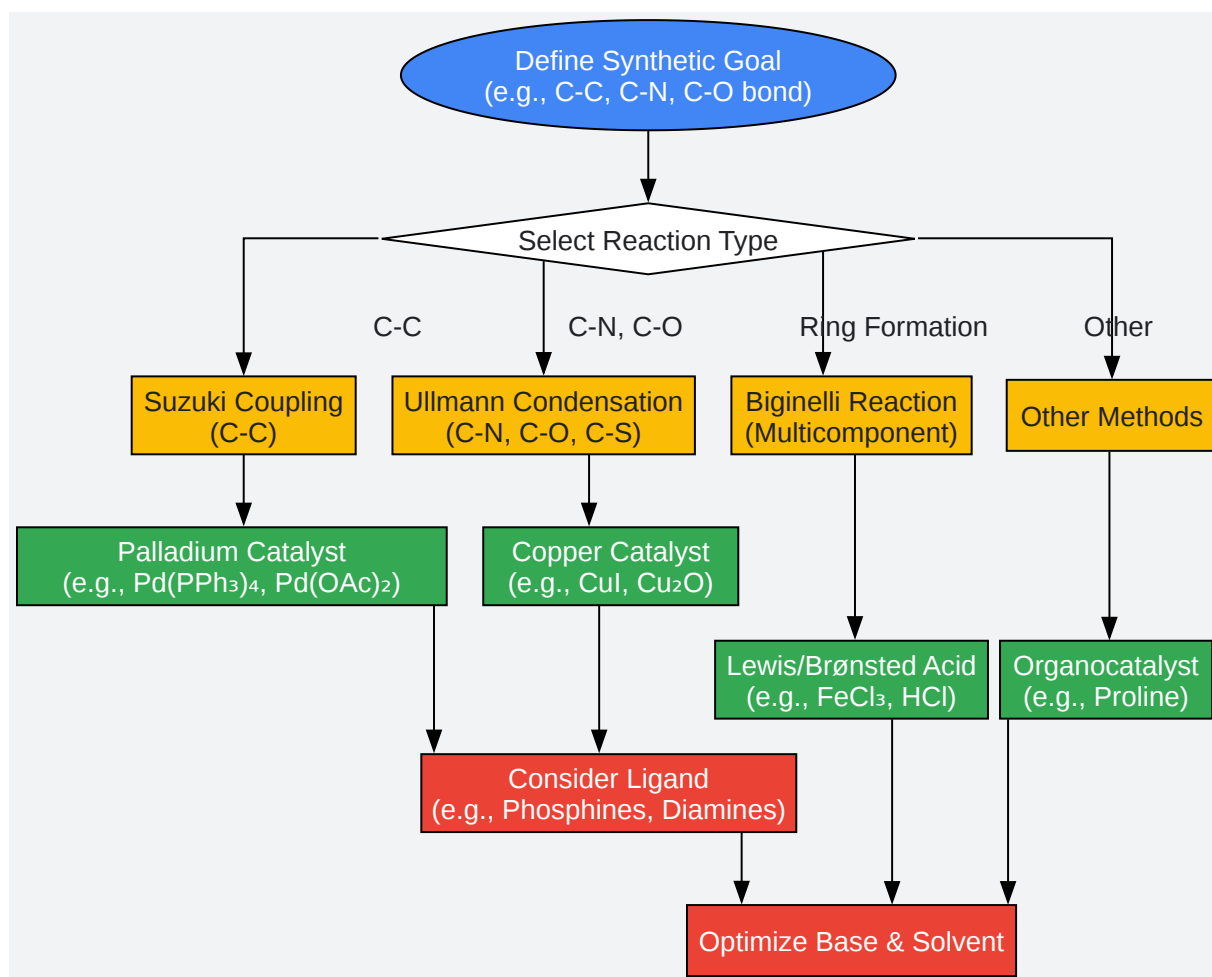 Define Synthetic Goal
(e.g., C-C, C-N, C-O bond)
Select Reaction Type
C-C
C-N, C-O
Ring Formation
Other
Suzuki Coupling
(C-C)
Ullmann Condensation
(C-N, C-O, C-S)
Biginelli Reaction
(Multicomponent)
Other Methods
Palladium Catalyst
(e.g., Pd(PPh₃)₄, Pd(OAc)₂)
Copper Catalyst
(e.g., CuI, Cu₂O)
Lewis/Brønsted Acid
(e.g., FeCl₃, HCl)
Organocatalyst
(e.g., Proline)
Consider Ligand
(e.g., Phosphines, Diamines)
Optimize Base & Solvent